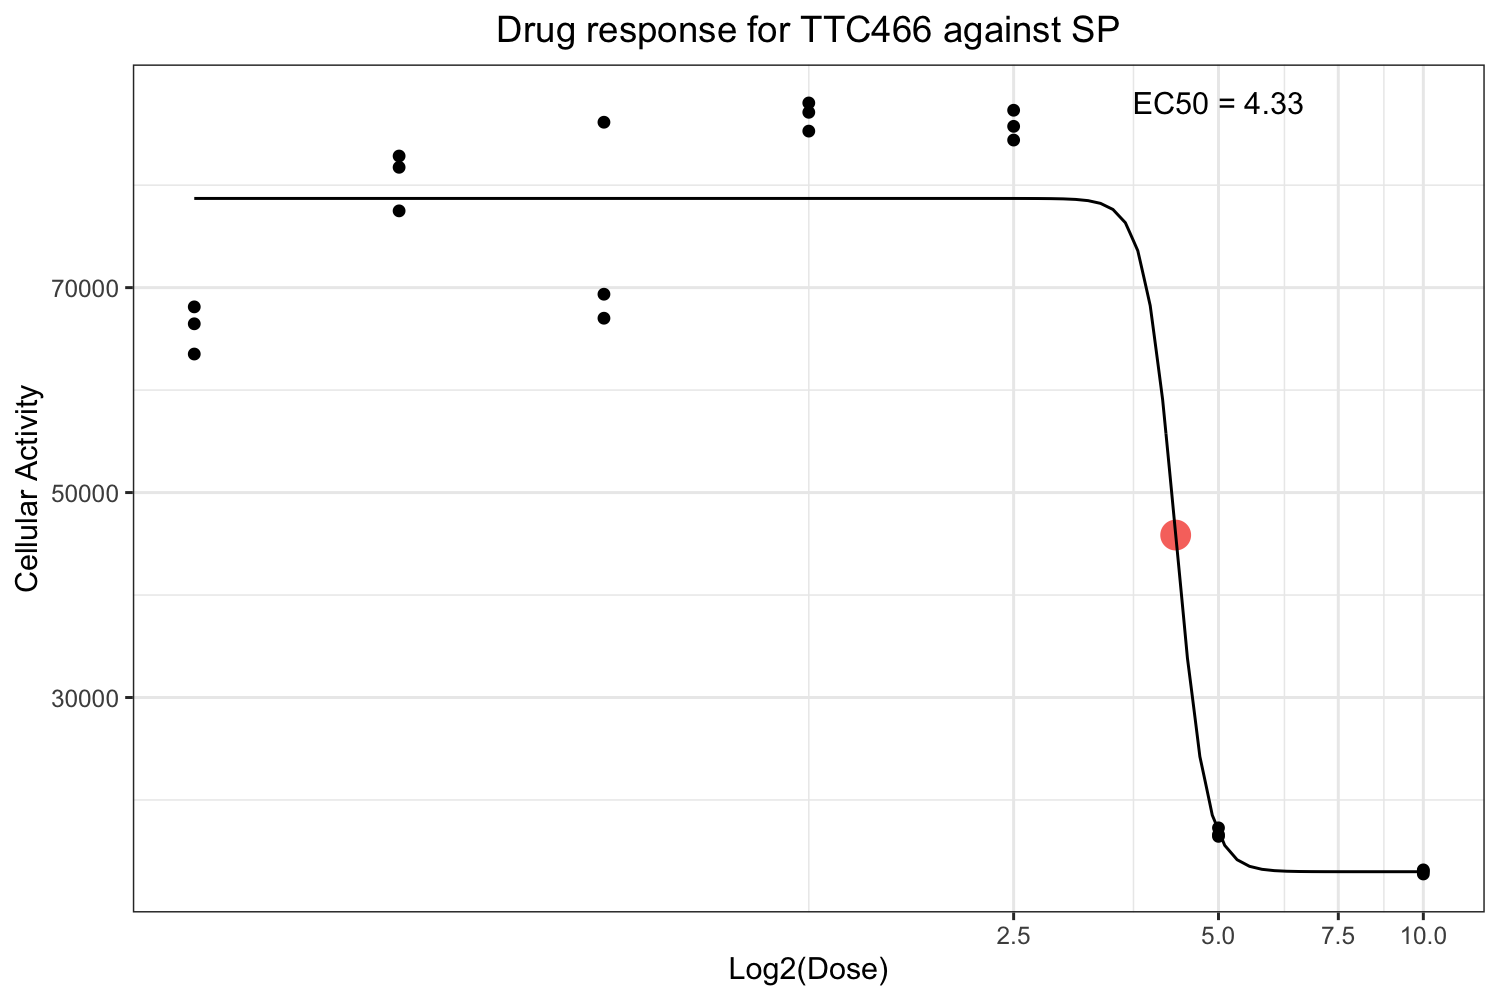 Drug response for TTC466 against SP
EC50 = 4.33
70000
50000
30000
Cellular Activity
2.5
5.0
7.5
10.0
Log2(Dose)